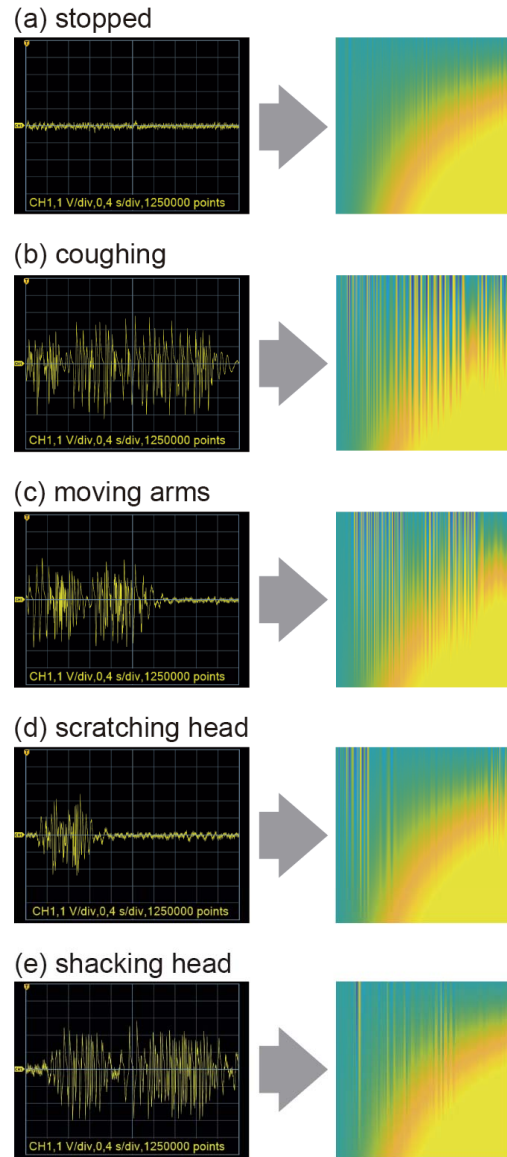 (a) stopped
CH1,1 V/div,0,4 s/div,1250000 points
(b) coughing
CH1,1 V/div,0,4 s/div,1250000 points
(c) moving arms
CH1,1 V/div,0,4 s/div,1250000 points
(d) scratching head
CH1,1 V/div,0,4 s/div,1250000 points
(e) shacking head
CH1,1 V/div,0,4 s/div,1250000 points